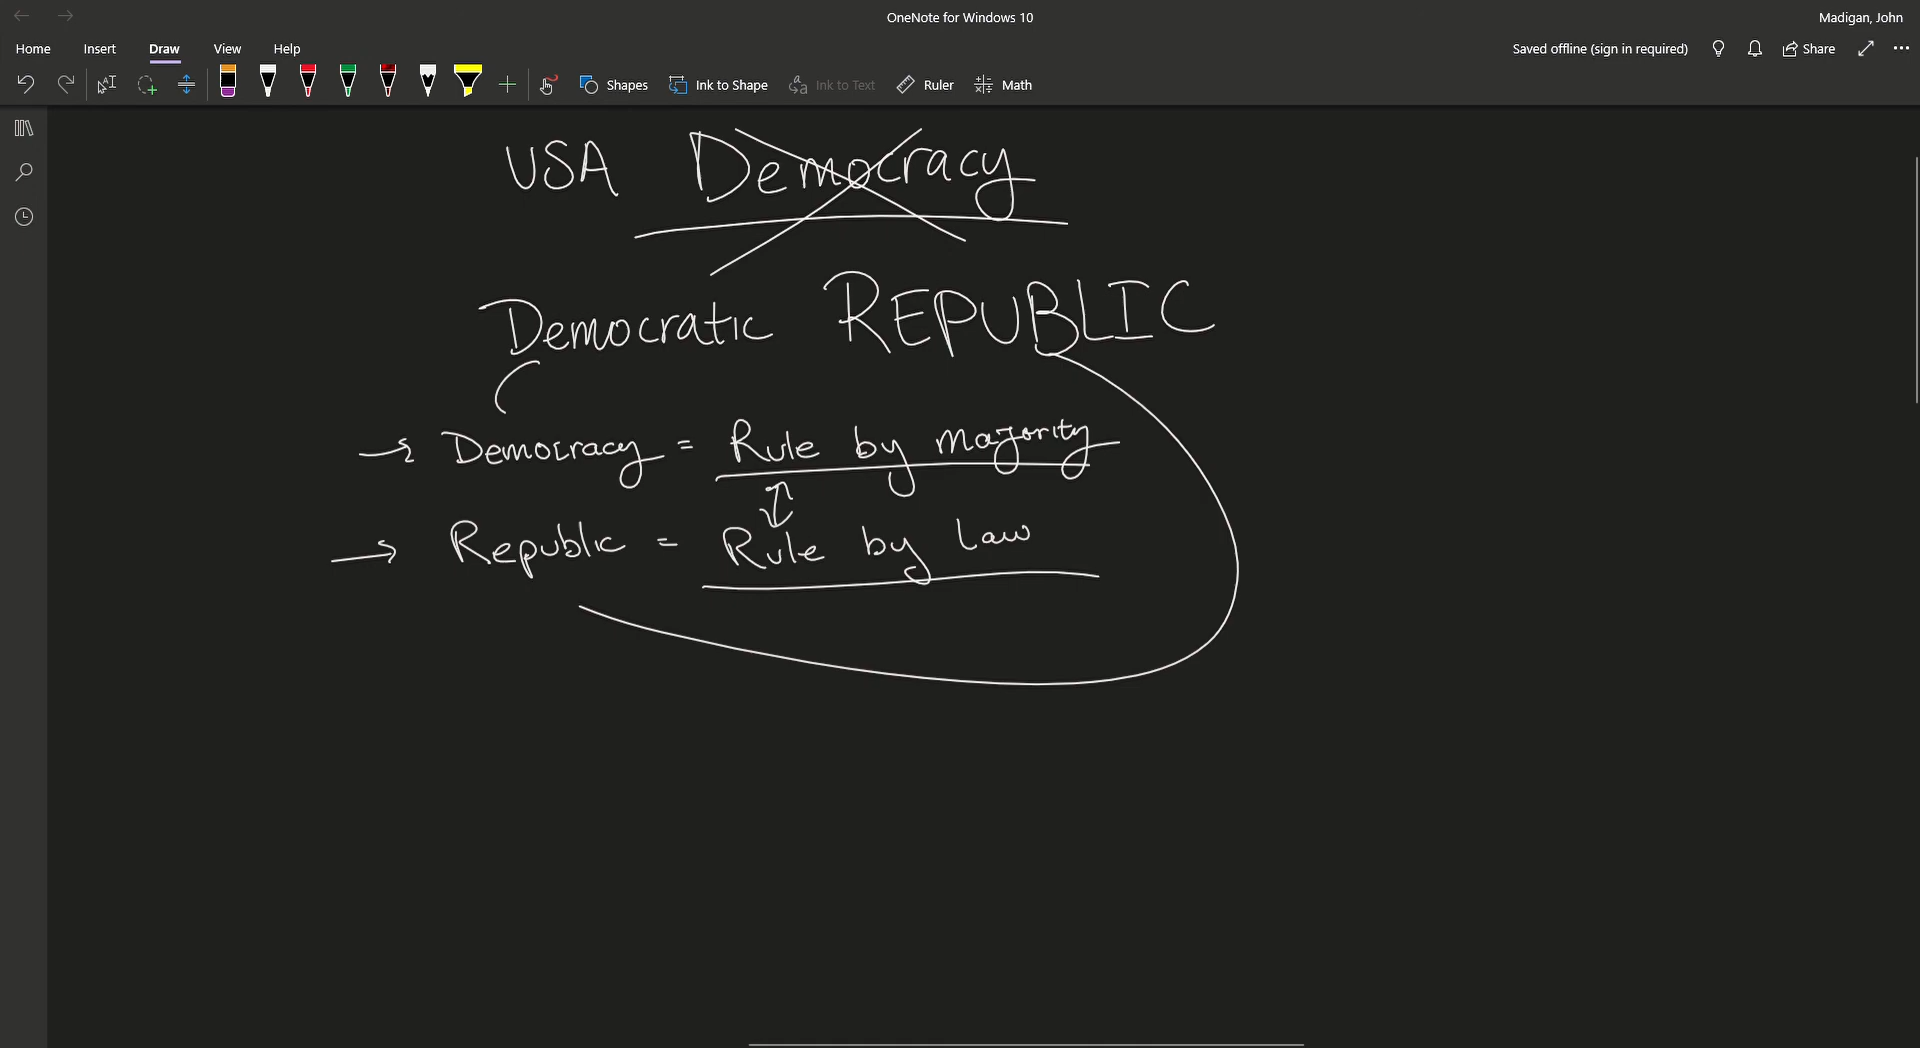 OneNote for Windows 10
Madigan, John
Home Insert Draw View Help
Saved offline (sign in required) Share
Shapes Ink to Shape Ink to Text Ruler Math
USA Democracy
Democratic REPUBLIC
→ Democracy = Rule by majority
→ Republic = Rule by law